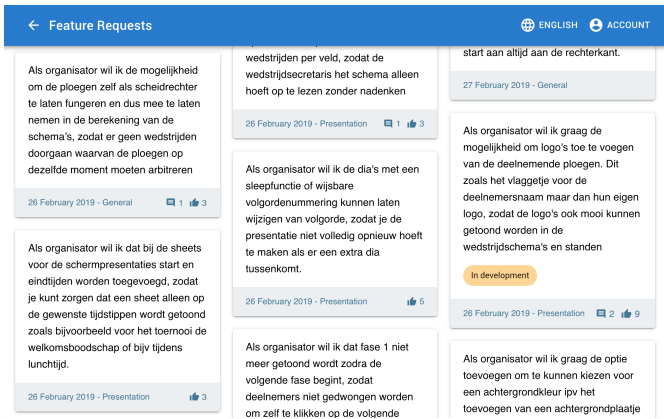 Feature Requests
ENGLISH
ACCOUNT
Als organisator wil ik de mogelijkheid
om de ploegen zelf als scheidrechter
te laten fungeren en dus mee te laten
nemen in de berekening van de
schema's, zodat er geen wedstrijden
doorgaan waarvan de ploegen op
dezelfde moment moeten arbitreren
26 February 2019 - General
1
3
Als organisator wil ik dat bij de sheets
voor de schermpresentaties start en
eindtijden worden toegevoegd, zodat
je kunt zorgen dat een sheet alleen op
de gewenste tijdstippen wordt getoond
zoals bijvoorbeeld voor het toernooi de
welkomsboodschap of bijv tijdens
lunchtijd.
26 February 2019 - Presentation
3
wedstrijden per veld, zodat de
wedstrijdsecretaris het schema alleen
hoeft op te lezen zonder nadenken
26 February 2019 - Presentation
1
3
Als organisator wil ik de dia's met een
sleepfunctie of wijsbare
volgordenummering kunnen laten
wijzigen van volgorde, zodat je de
presentatie niet volledig opnieuw hoeft
te maken als er een extra dia
tussenkomt.
26 February 2019 - Presentation
5
Als organisator wil ik dat fase 1 niet
meer getoond wordt zodra de
volgende fase begint, zodat
deelnemers niet gedwongen worden
om zelf te klikken op de volgende
start aan altijd aan de rechterkant.
27 February 2019 - General
Als organisator wil ik graag de
mogelijkheid om logo's toe te voegen
van de deelnemende ploegen. Dit
zoals het vlaggetje voor de
deelnemersnaam maar dan hun eigen
logo, zodat de logo's ook mooi kunnen
getoond worden in de
wedstrijdschema's en standen
In development
26 February 2019 - Presentation
2
9
Als organisator wil ik graag de optie
toevoegen om te kunnen kiezen voor
een achtergrondkleur ipv het
toevoegen van een achtergrondplaatje